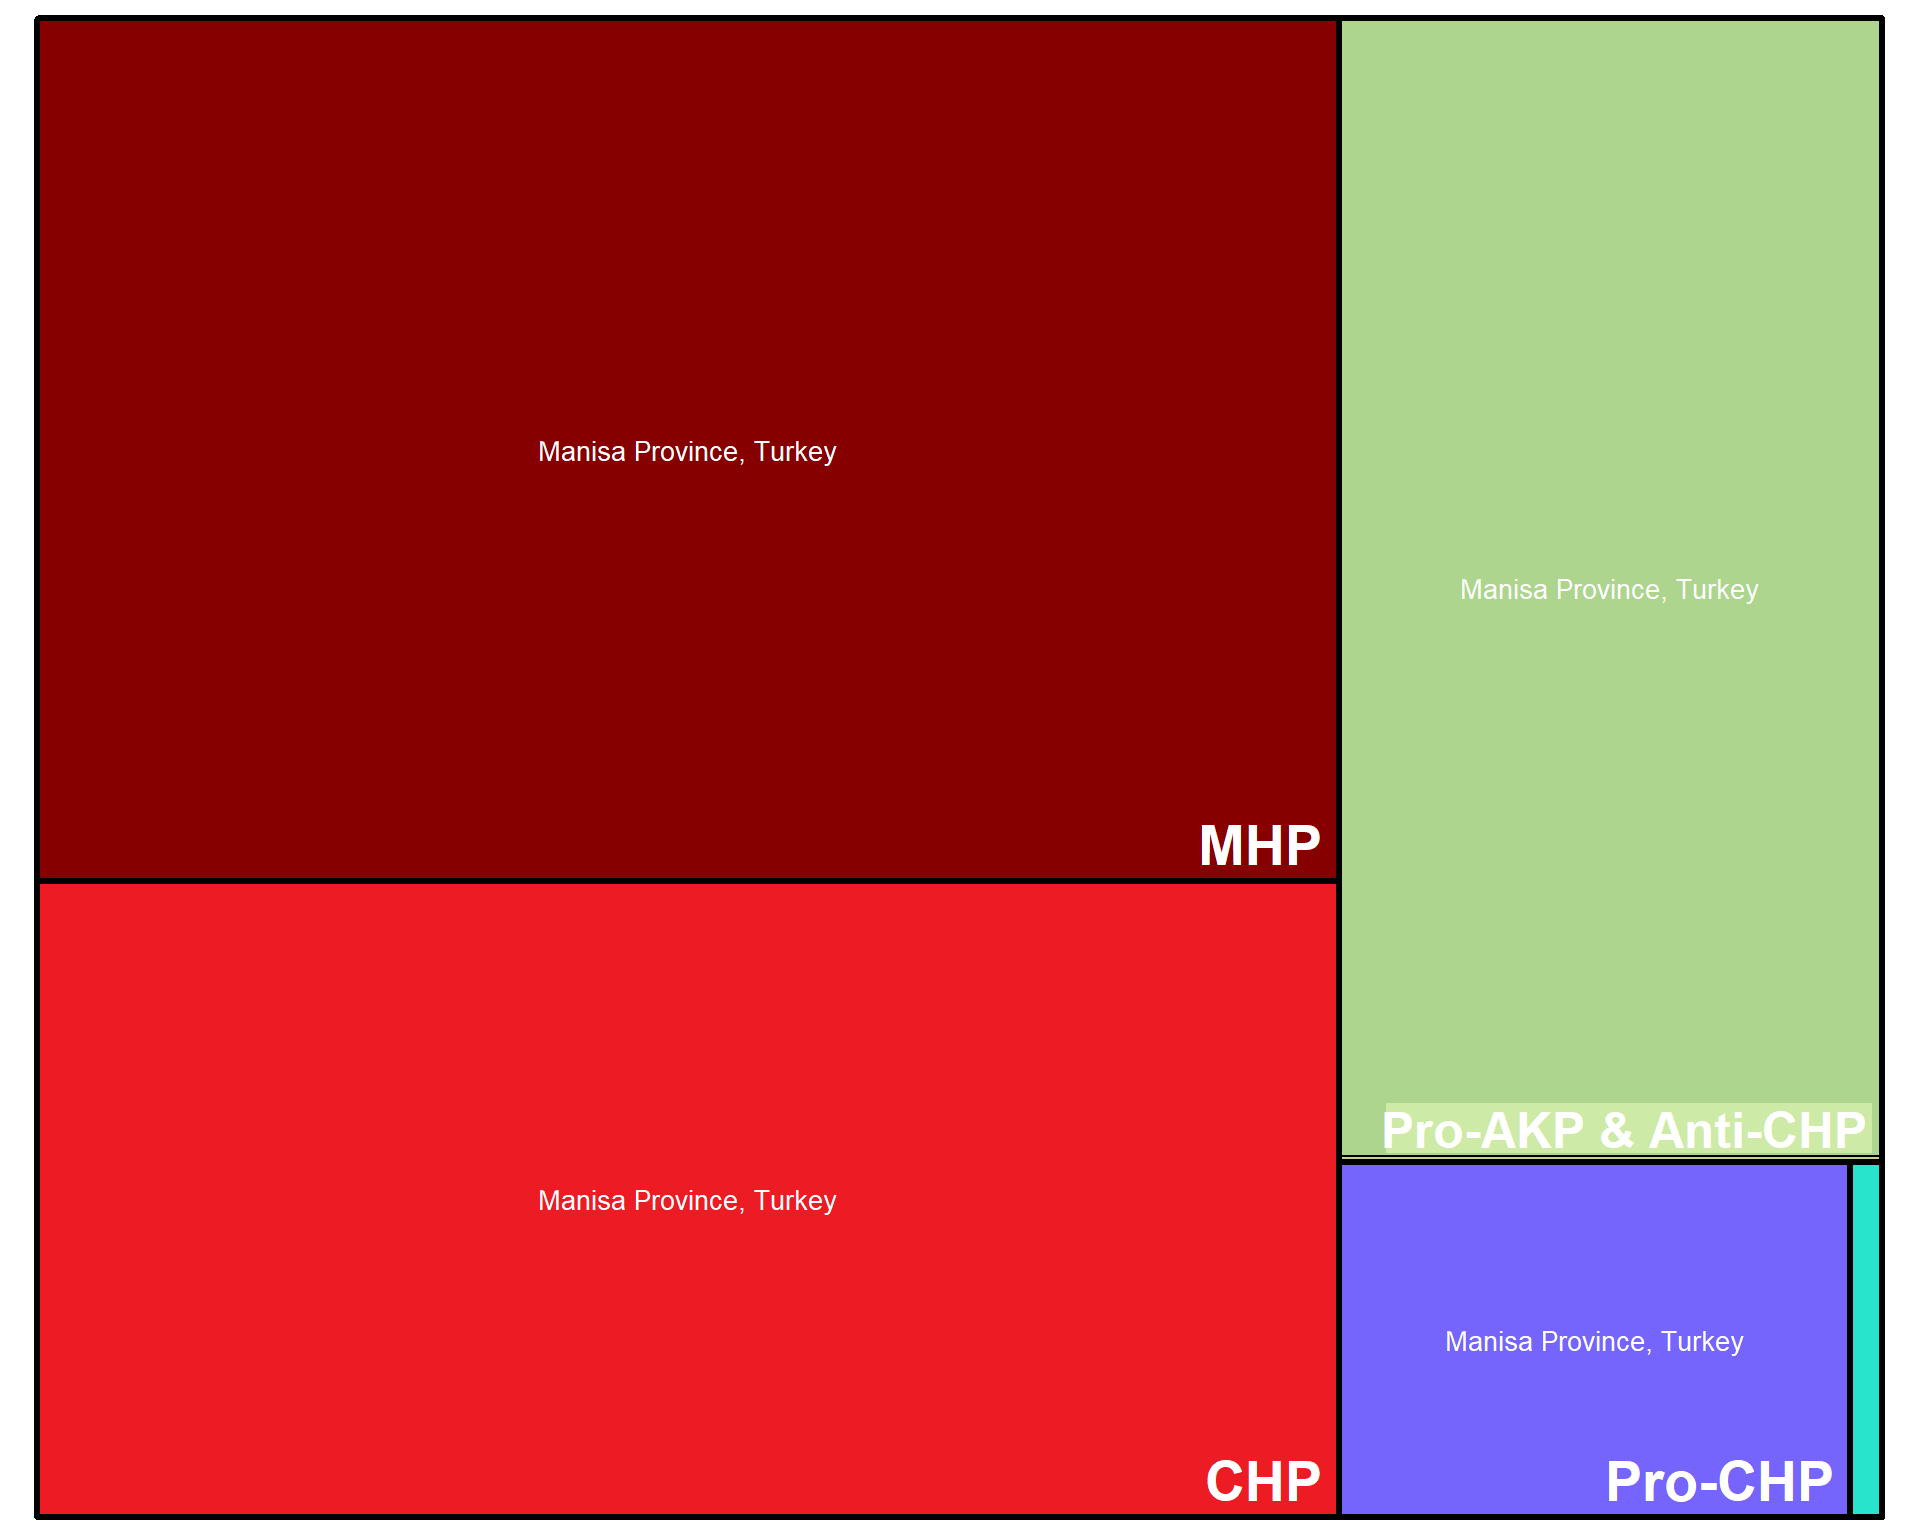 Manisa Province, Turkey
MHP
Manisa Province, Turkey
CHP
Manisa Province, Turkey
Pro-AKP & Anti-CHP
Manisa Province, Turkey
Pro-CHP